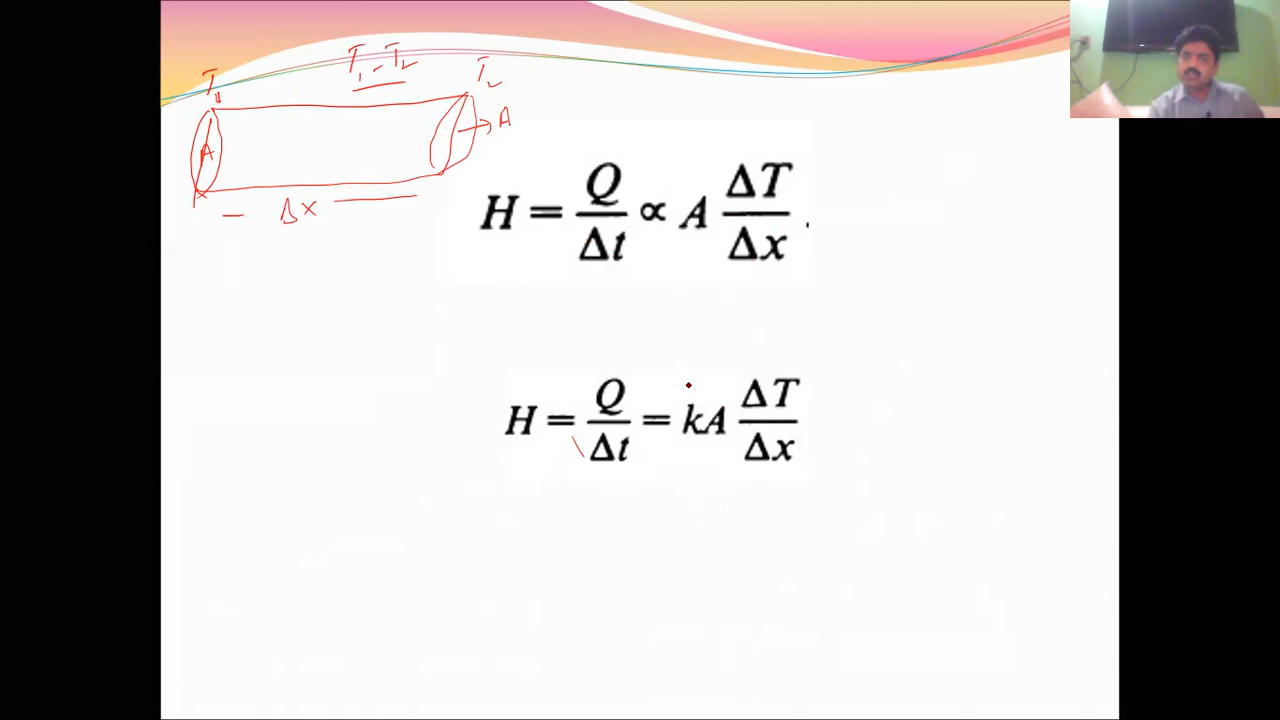 T₁ - T₂
T₁
T₂
A
→ A
Δx
H = Q/Δt ∝ A ΔT/Δx .
H = Q/Δt = kA ΔT/Δx